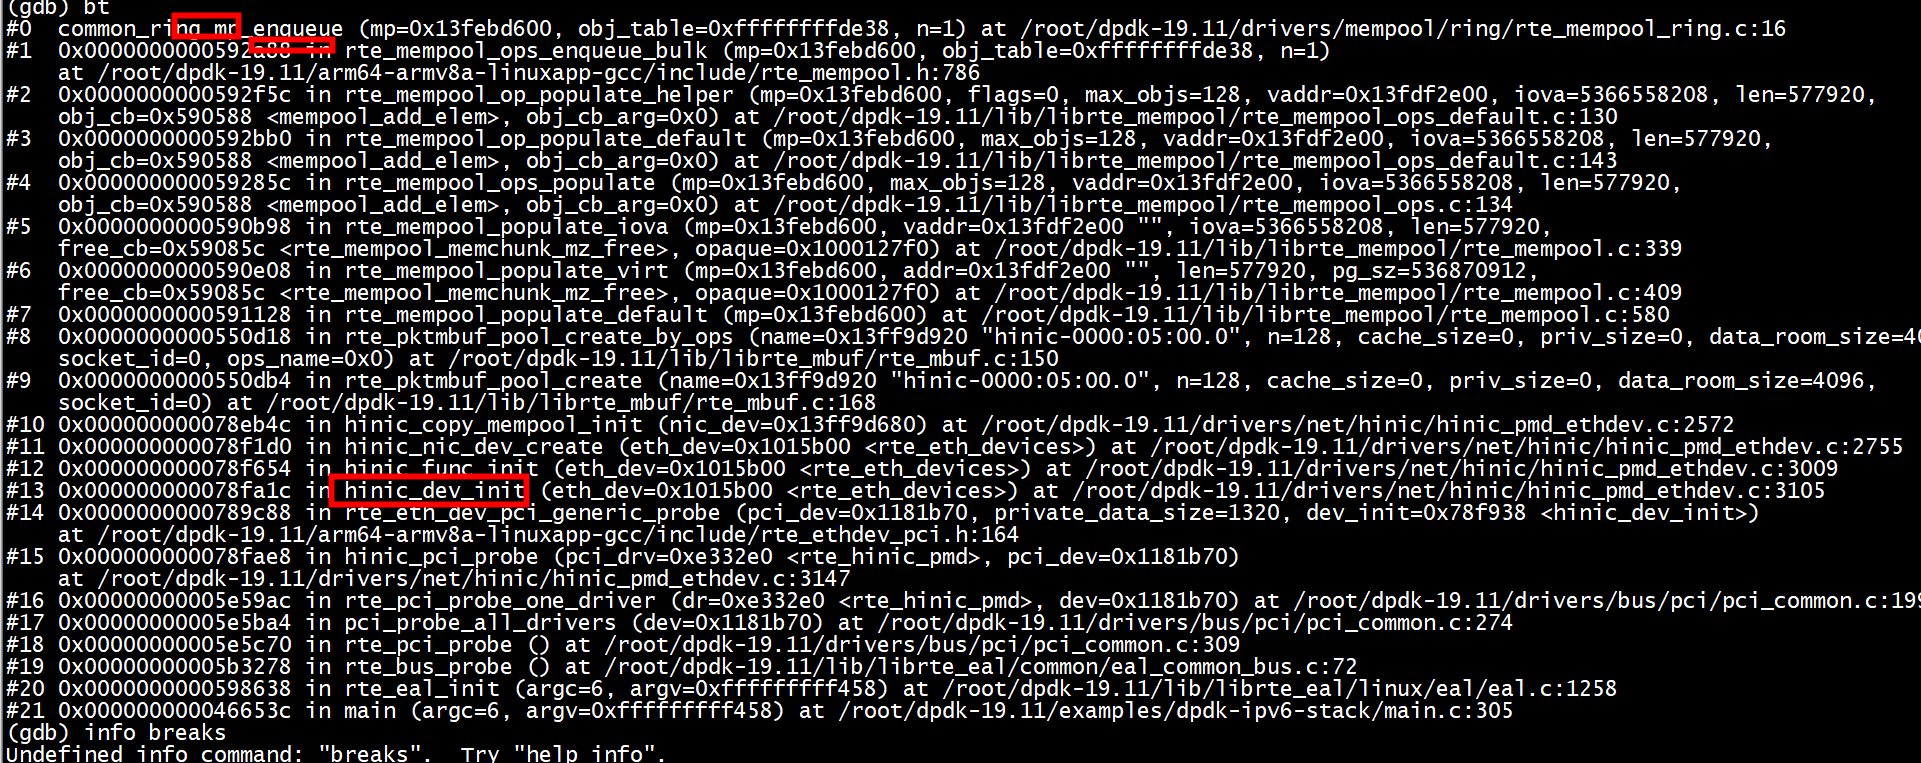 (gdb) bt
#0  common_ring_mp_enqueue (mp=0x13febd600, obj_table=0xffffffffde38, n=1) at /root/dpdk-19.11/drivers/mempool/ring/rte_mempool_ring.c:16
#1  0x0000000000592a88 in rte_mempool_ops_enqueue_bulk (mp=0x13febd600, obj_table=0xffffffffde38, n=1)
    at /root/dpdk-19.11/arm64-armv8a-linuxapp-gcc/include/rte_mempool.h:786
#2  0x0000000000592f5c in rte_mempool_op_populate_helper (mp=0x13febd600, flags=0, max_objs=128, vaddr=0x13fdf2e00, iova=5366558208, len=577920,
    obj_cb=0x590588 <mempool_add_elem>, obj_cb_arg=0x0) at /root/dpdk-19.11/lib/librte_mempool/rte_mempool_ops_default.c:130
#3  0x0000000000592bb0 in rte_mempool_op_populate_default (mp=0x13febd600, max_objs=128, vaddr=0x13fdf2e00, iova=5366558208, len=577920,
    obj_cb=0x590588 <mempool_add_elem>, obj_cb_arg=0x0) at /root/dpdk-19.11/lib/librte_mempool/rte_mempool_ops_default.c:143
#4  0x000000000059285c in rte_mempool_ops_populate (mp=0x13febd600, max_objs=128, vaddr=0x13fdf2e00, iova=5366558208, len=577920,
    obj_cb=0x590588 <mempool_add_elem>, obj_cb_arg=0x0) at /root/dpdk-19.11/lib/librte_mempool/rte_mempool_ops.c:134
#5  0x0000000000590b98 in rte_mempool_populate_iova (mp=0x13febd600, vaddr=0x13fdf2e00 "", iova=5366558208, len=577920,
    free_cb=0x59085c <rte_mempool_memchunk_mz_free>, opaque=0x1000127f0) at /root/dpdk-19.11/lib/librte_mempool/rte_mempool.c:339
#6  0x0000000000590e08 in rte_mempool_populate_virt (mp=0x13febd600, addr=0x13fdf2e00 "", len=577920, pg_sz=536870912,
    free_cb=0x59085c <rte_mempool_memchunk_mz_free>, opaque=0x1000127f0) at /root/dpdk-19.11/lib/librte_mempool/rte_mempool.c:409
#7  0x0000000000591128 in rte_mempool_populate_default (mp=0x13febd600) at /root/dpdk-19.11/lib/librte_mempool/rte_mempool.c:580
#8  0x0000000000550d18 in rte_pktmbuf_pool_create_by_ops (name=0x13ff9d920 "hinic-0000:05:00.0", n=128, cache_size=0, priv_size=0, data_room_size=40
    socket_id=0, ops_name=0x0) at /root/dpdk-19.11/lib/librte_mbuf/rte_mbuf.c:150
#9  0x0000000000550db4 in rte_pktmbuf_pool_create (name=0x13ff9d920 "hinic-0000:05:00.0", n=128, cache_size=0, priv_size=0, data_room_size=4096,
    socket_id=0) at /root/dpdk-19.11/lib/librte_mbuf/rte_mbuf.c:168
#10 0x000000000078eb4c in hinic_copy_mempool_init (nic_dev=0x13ff9d680) at /root/dpdk-19.11/drivers/net/hinic/hinic_pmd_ethdev.c:2572
#11 0x000000000078f1d0 in hinic_nic_dev_create (eth_dev=0x1015b00 <rte_eth_devices>) at /root/dpdk-19.11/drivers/net/hinic/hinic_pmd_ethdev.c:2755
#12 0x000000000078f654 in hinic_func_init (eth_dev=0x1015b00 <rte_eth_devices>) at /root/dpdk-19.11/drivers/net/hinic/hinic_pmd_ethdev.c:3009
#13 0x000000000078fa1c in hinic_dev_init (eth_dev=0x1015b00 <rte_eth_devices>) at /root/dpdk-19.11/drivers/net/hinic/hinic_pmd_ethdev.c:3105
#14 0x0000000000789c88 in rte_eth_dev_pci_generic_probe (pci_dev=0x1181b70, private_data_size=1320, dev_init=0x78f938 <hinic_dev_init>)
    at /root/dpdk-19.11/arm64-armv8a-linuxapp-gcc/include/rte_ethdev_pci.h:164
#15 0x000000000078fae8 in hinic_pci_probe (pci_drv=0xe332e0 <rte_hinic_pmd>, pci_dev=0x1181b70)
    at /root/dpdk-19.11/drivers/net/hinic/hinic_pmd_ethdev.c:3147
#16 0x00000000005e59ac in rte_pci_probe_one_driver (dr=0xe332e0 <rte_hinic_pmd>, dev=0x1181b70) at /root/dpdk-19.11/drivers/bus/pci/pci_common.c:199
#17 0x00000000005e5ba4 in pci_probe_all_drivers (dev=0x1181b70) at /root/dpdk-19.11/drivers/bus/pci/pci_common.c:274
#18 0x00000000005e5c70 in rte_pci_probe () at /root/dpdk-19.11/drivers/bus/pci/pci_common.c:309
#19 0x00000000005b3278 in rte_bus_probe () at /root/dpdk-19.11/lib/librte_eal/common/eal_common_bus.c:72
#20 0x0000000000598638 in rte_eal_init (argc=6, argv=0xfffffffff458) at /root/dpdk-19.11/lib/librte_eal/linux/eal/eal.c:1258
#21 0x000000000046653c in main (argc=6, argv=0xfffffffff458) at /root/dpdk-19.11/examples/dpdk-ipv6-stack/main.c:305
(gdb) info breaks
Undefined info command: "breaks".  Try "help info".